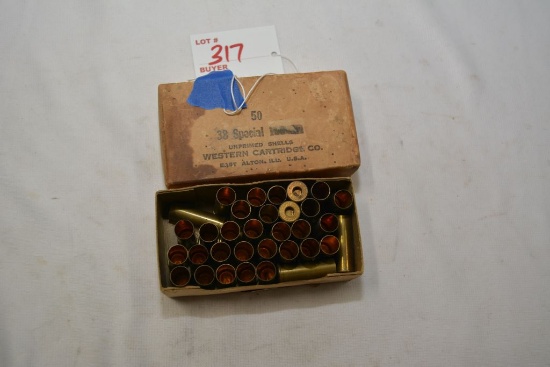 LOT # 317
BUYER
50
38 Special
UNPRIMED SHELLS
WESTERN CARTRIDGE CO.
EAST ALTON, ILL. U.S.A.